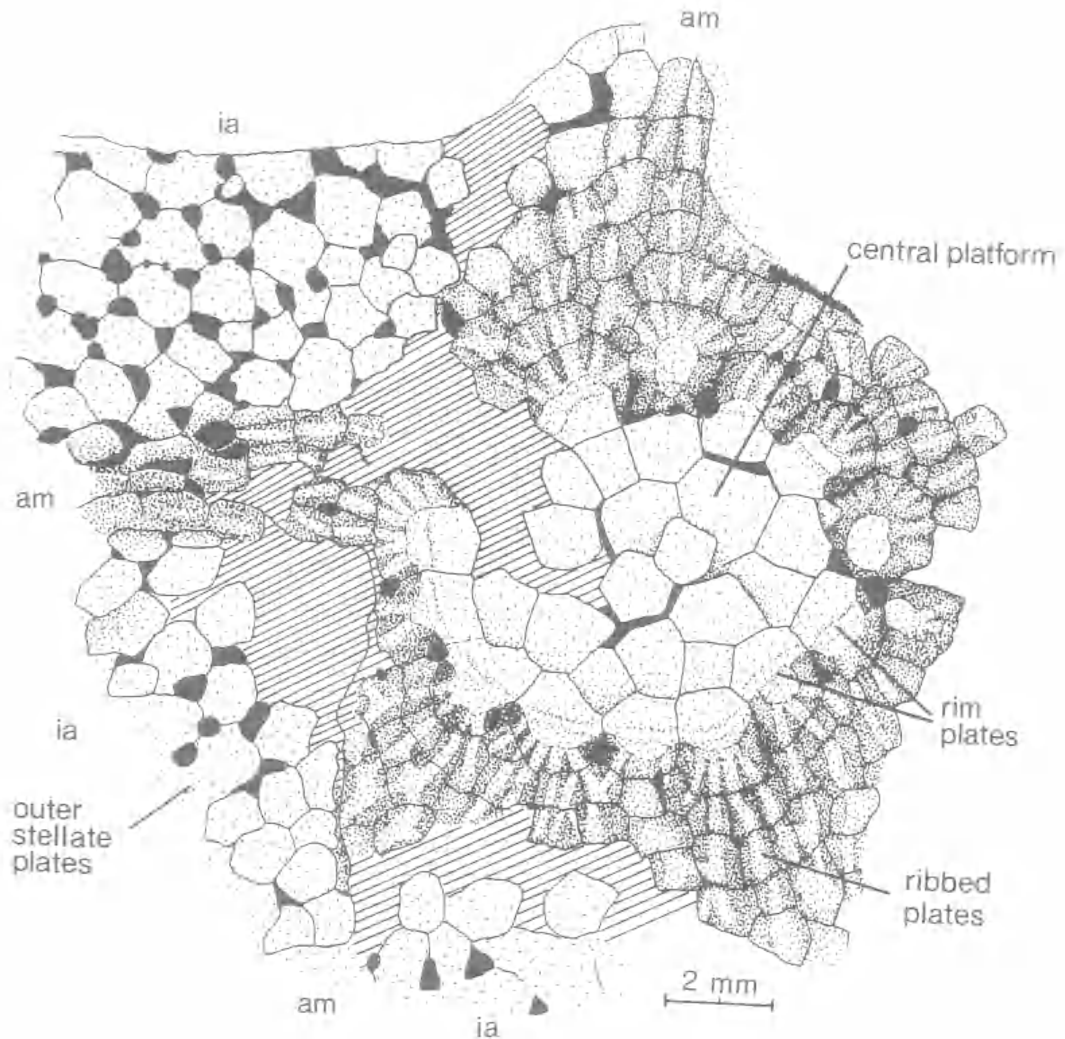 am
ia
central platform
am
rim
plates
ia
outer
stellate
plates
ribbed
plates
2 mm
am
ia